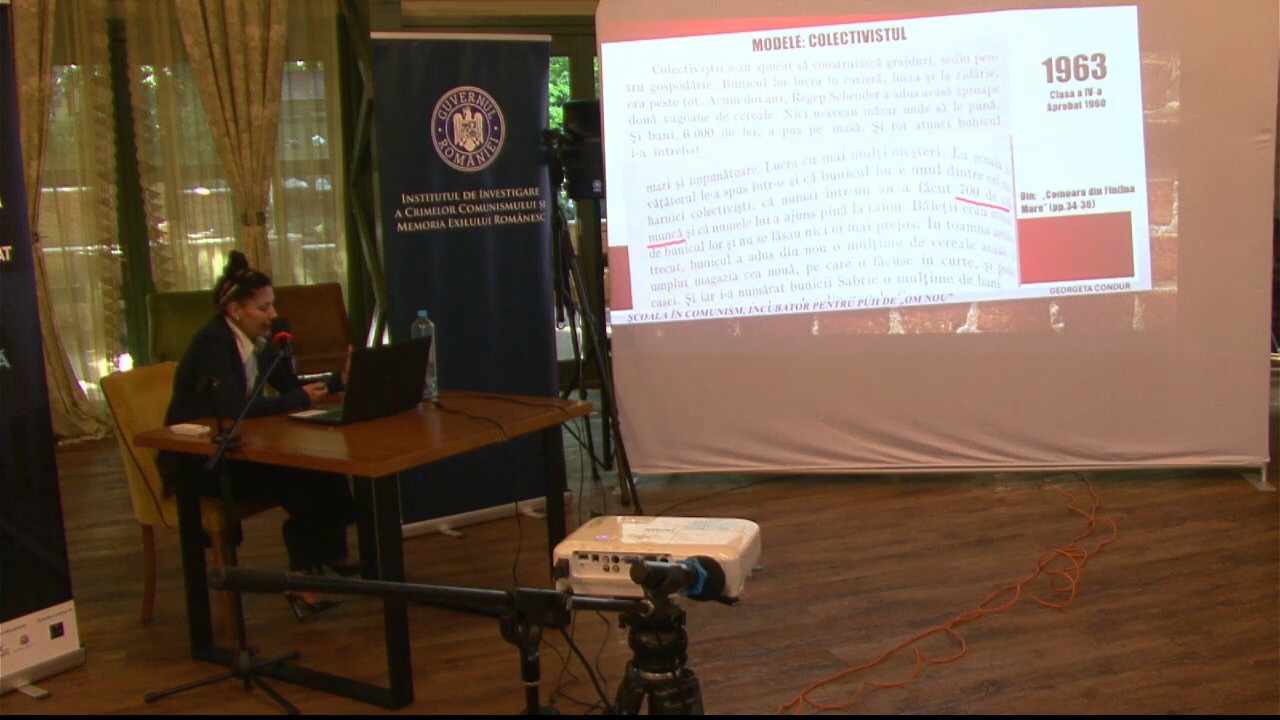 GUVERNUL ROMÂNIEI
INSTITUTUL DE INVESTIGARE
A CRIMELOR COMUNISMULUI ȘI
MEMORIA EXILULUI ROMÂNESC
MODELE: COLECTIVISTUL
Colectiviștii s-au apucat să construiască grajduri, sediu pen-
tru gospodărie. Bunicul lor lucra în carieră, lucra și la zidărie,
era peste tot. Acum doi ani, Regep Scheuder a adus acasă aproape
două vagoane de cereale. Nici n-aveau măcar unde să le pună.
Și bani, 6 000 de lei, a pus pe masă. Și tot atunci bunicul
i-a întrebat
mari și impunătoare. Lucra cu mai mulți meșteri. La școală
vățătorul le-a spus într-o zi că bunicul lor e unul dintre cei mai
harnici colectiviști, că numai într-un an a făcut 700 de
muncă și că numele lui a ajuns pînă la raion. Băieții erau
de bunicul lor și nu se lăsau nici ei mai prejos. În toamna
trecut, bunicul a adus din nou o mulțime de cereale acasă
umplut magazia cea nouă, pe care o făcuse în curte, și
casei. Și iar i-a numărat bunicii Sabrie o mulțime de bani
1963
Clasa a IV-a
Aprobat 1960
Din: „Comoara din Fîntîna
Mare" (pp.34-36)
GEORGETA CONDUR
ȘCOALA ÎN COMUNISM, INCUBATOR PENTRU PUII DE „OM NOU"